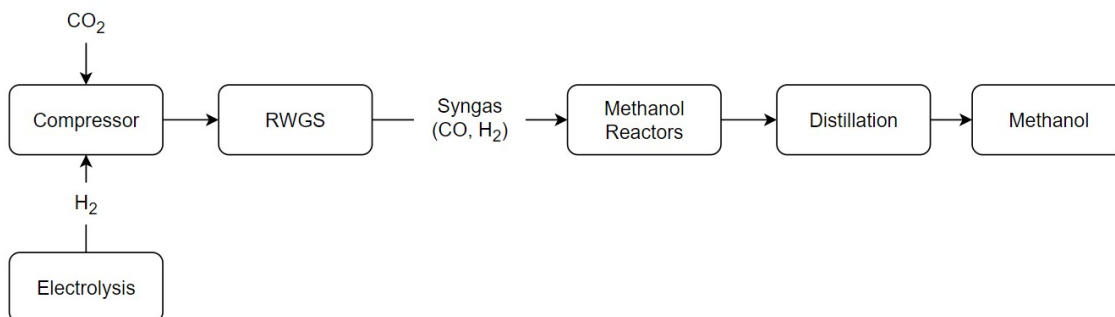 CO₂
Compressor
RWGS
Syngas
(CO, H₂)
Methanol
Reactors
Distillation
Methanol
H₂
Electrolysis